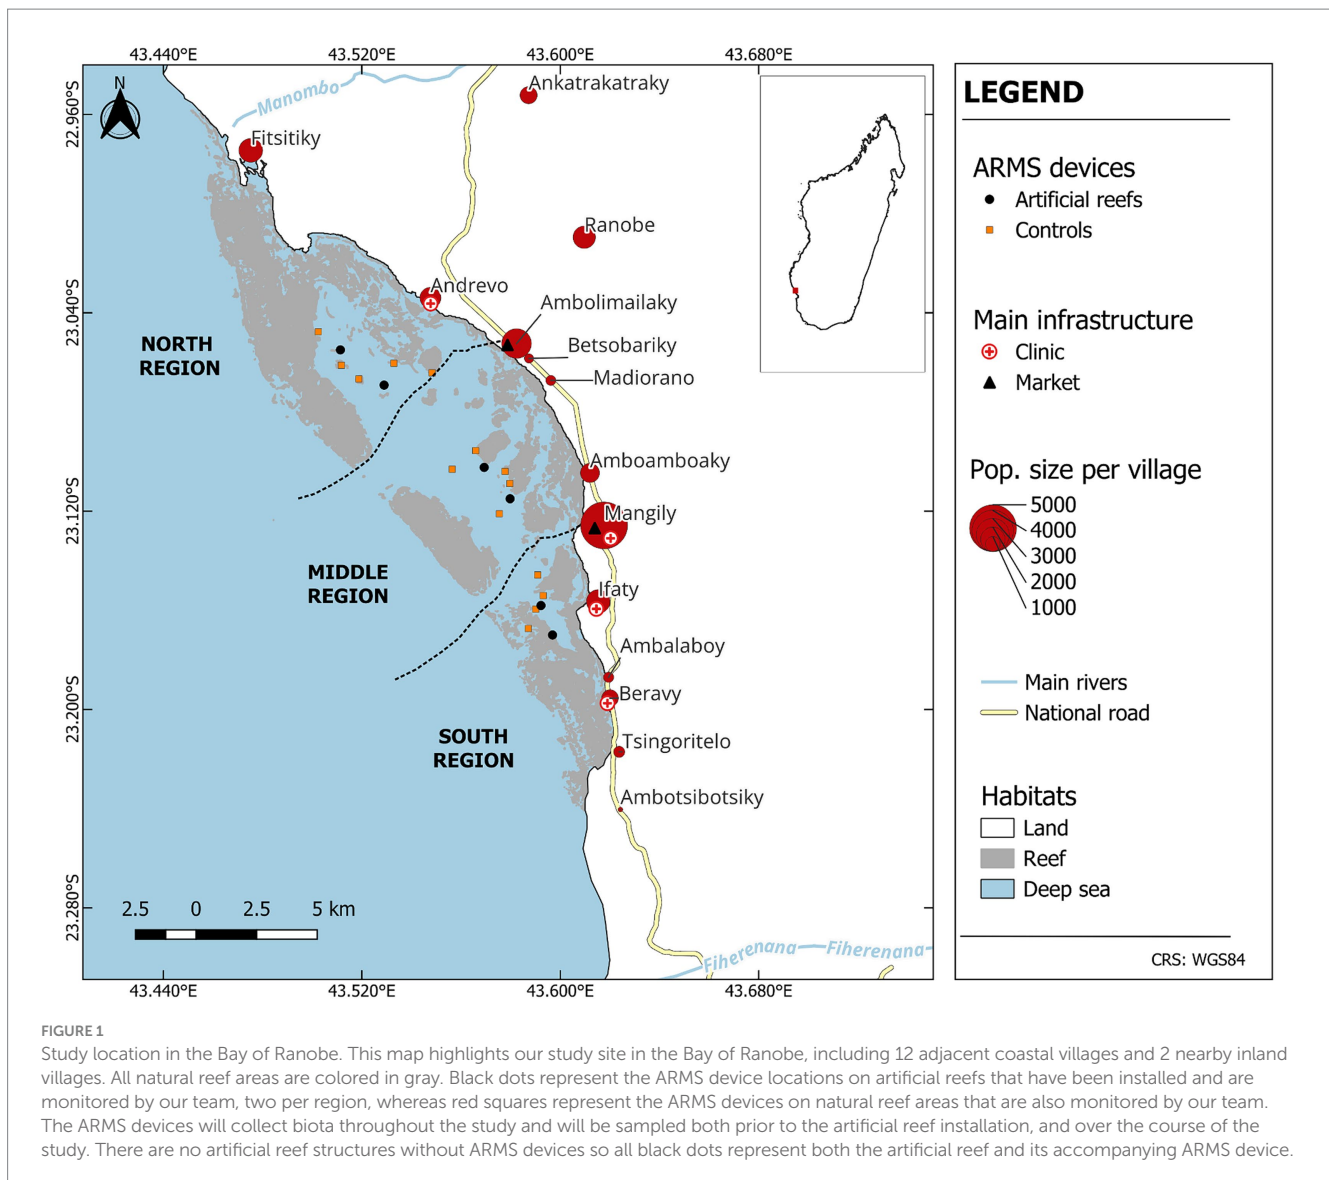 43.440°E 43.520°E 43.600°E 43.680°E
22.960°S
23.040°S
23.120°S
23.200°S
23.280°S
N
Manombo
Ankatrakatraky
Fitsitiky
Ranobe
Andrevo
Ambolimailaky
Betsobariky
Madiorano
NORTH
REGION
Amboamboaky
Mangily
MIDDLE
REGION
Ifaty
Ambalaboy
Beravy
SOUTH
REGION
Tsingoritelo
Ambotsibotsiky
2.5 0 2.5 5 km
Fiherenana Fiherenana
43.440°E 43.520°E 43.600°E 43.680°E
LEGEND
ARMS devices
Artificial reefs
Controls
Main infrastructure
Clinic
Market
Pop. size per village
5000
4000
3000
2000
1000
Main rivers
National road
Habitats
Land
Reef
Deep sea
CRS: WGS84
FIGURE 1
Study location in the Bay of Ranobe. This map highlights our study site in the Bay of Ranobe, including 12 adjacent coastal villages and 2 nearby inland
villages. All natural reef areas are colored in gray. Black dots represent the ARMS device locations on artificial reefs that have been installed and are
monitored by our team, two per region, whereas red squares represent the ARMS devices on natural reef areas that are also monitored by our team.
The ARMS devices will collect biota throughout the study and will be sampled both prior to the artificial reef installation, and over the course of the
study. There are no artificial reef structures without ARMS devices so all black dots represent both the artificial reef and its accompanying ARMS device.